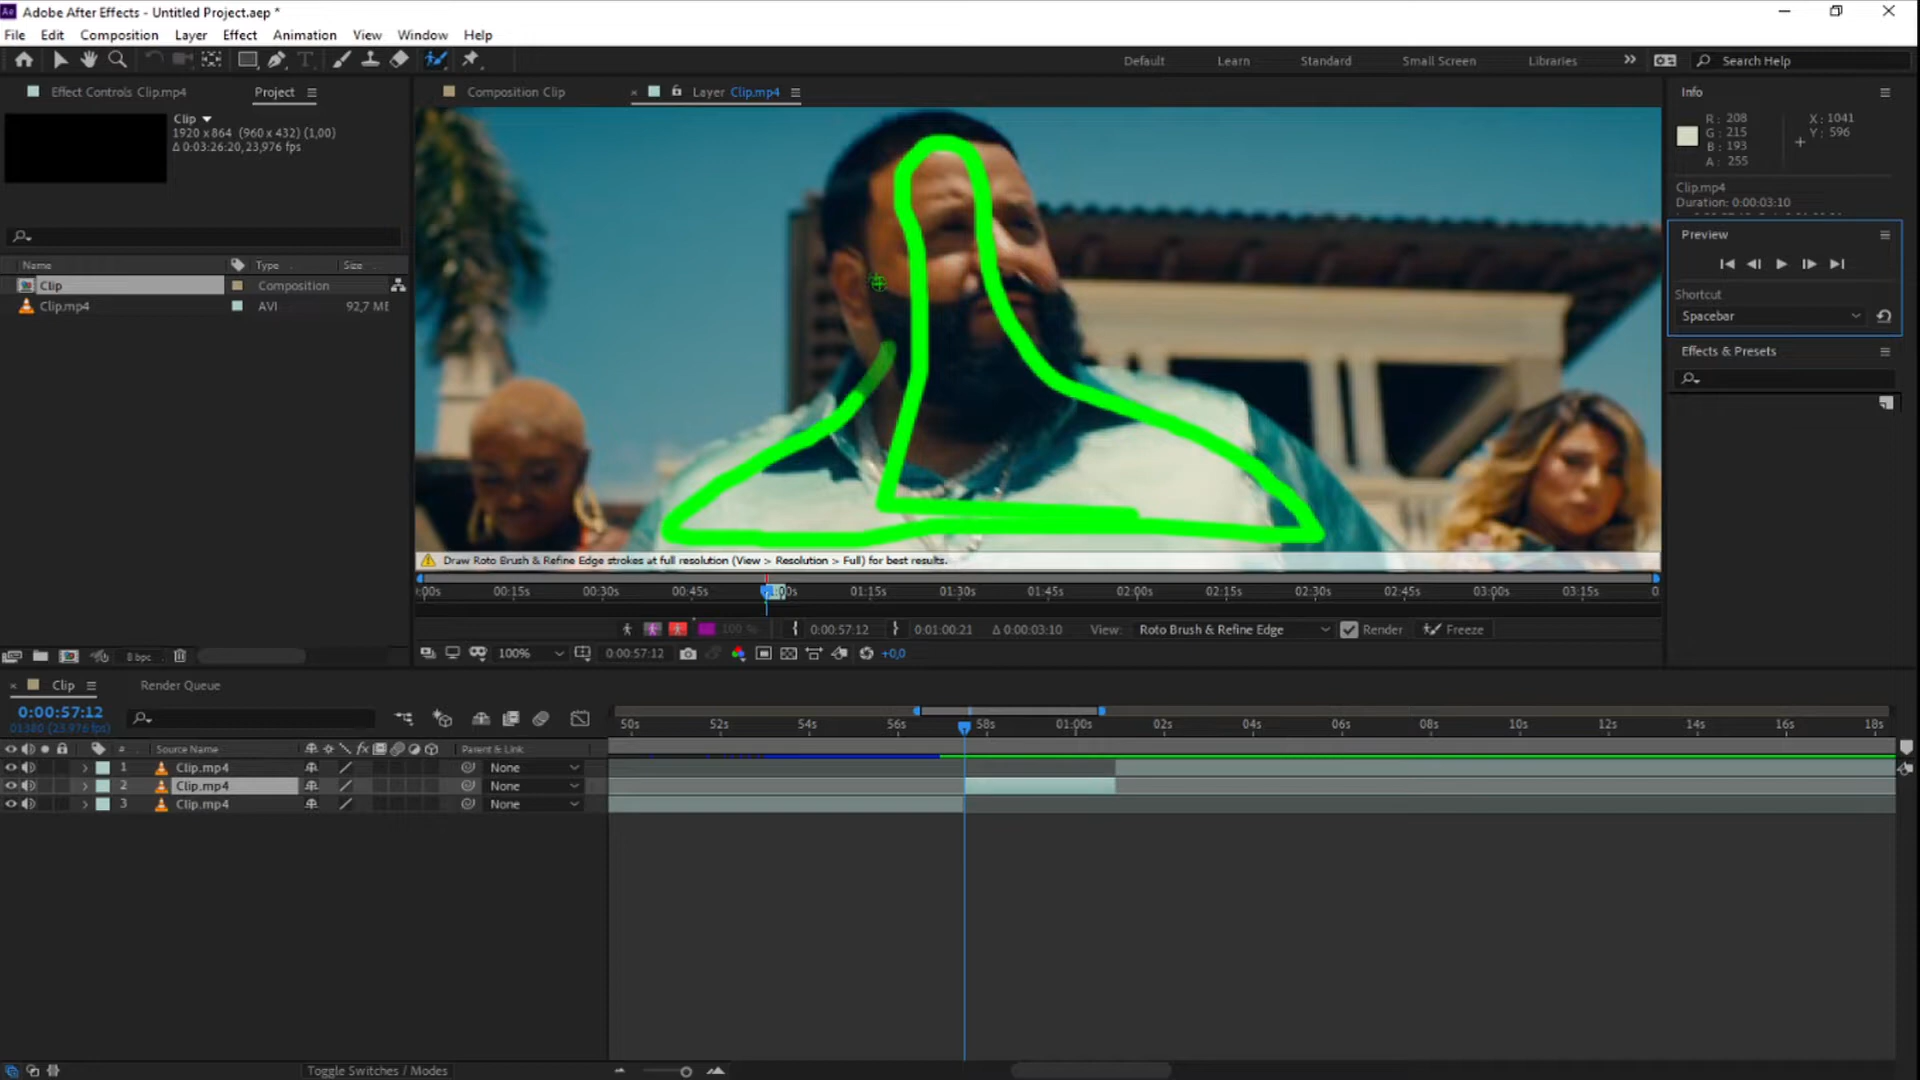 Ae Adobe After Effects - Untitled Project.aep *
File Edit Composition Layer Effect Animation View Window Help
Default Learn Standard Small Screen Libraries Search Help
Effect Controls Clip.mp4 Project
Composition Clip
Layer Clip.mp4
Info
Clip
1920 x 864 (960 x 432) (1,00)
Δ 0:03:26:20, 23,976 fps
R: 208
G: 215
B: 193
A: 255
X: 1041
Y: 596
Clip.mp4
Duration: 0:00:03:10
Preview
Shortcut
Spacebar
Effects & Presets
Name Type Size
Clip Composition
Clip.mp4 AVI 92,7 ME
Draw Roto Brush & Refine Edge strokes at full resolution (View > Resolution > Full) for best results.
:00s 00:15s 00:30s 00:45s 00s 01:15s 01:30s 01:45s 02:00s 02:15s 02:30s 02:45s 03:00s 03:15s 0
100 % 0:00:57:12 0:01:00:21 Δ 0:00:03:10 View: Roto Brush & Refine Edge Render Freeze
8 bpc
100% 0:00:57:12 +0,0
Clip Render Queue
0:00:57:12
01380 (23.976 fps)
50s 52s 54s 56s 58s 01:00s 02s 04s 06s 08s 10s 12s 14s 16s 18s
# Source Name fx Parent & Link
1 Clip.mp4 None
2 Clip.mp4 None
3 Clip.mp4 None
Toggle Switches / Modes